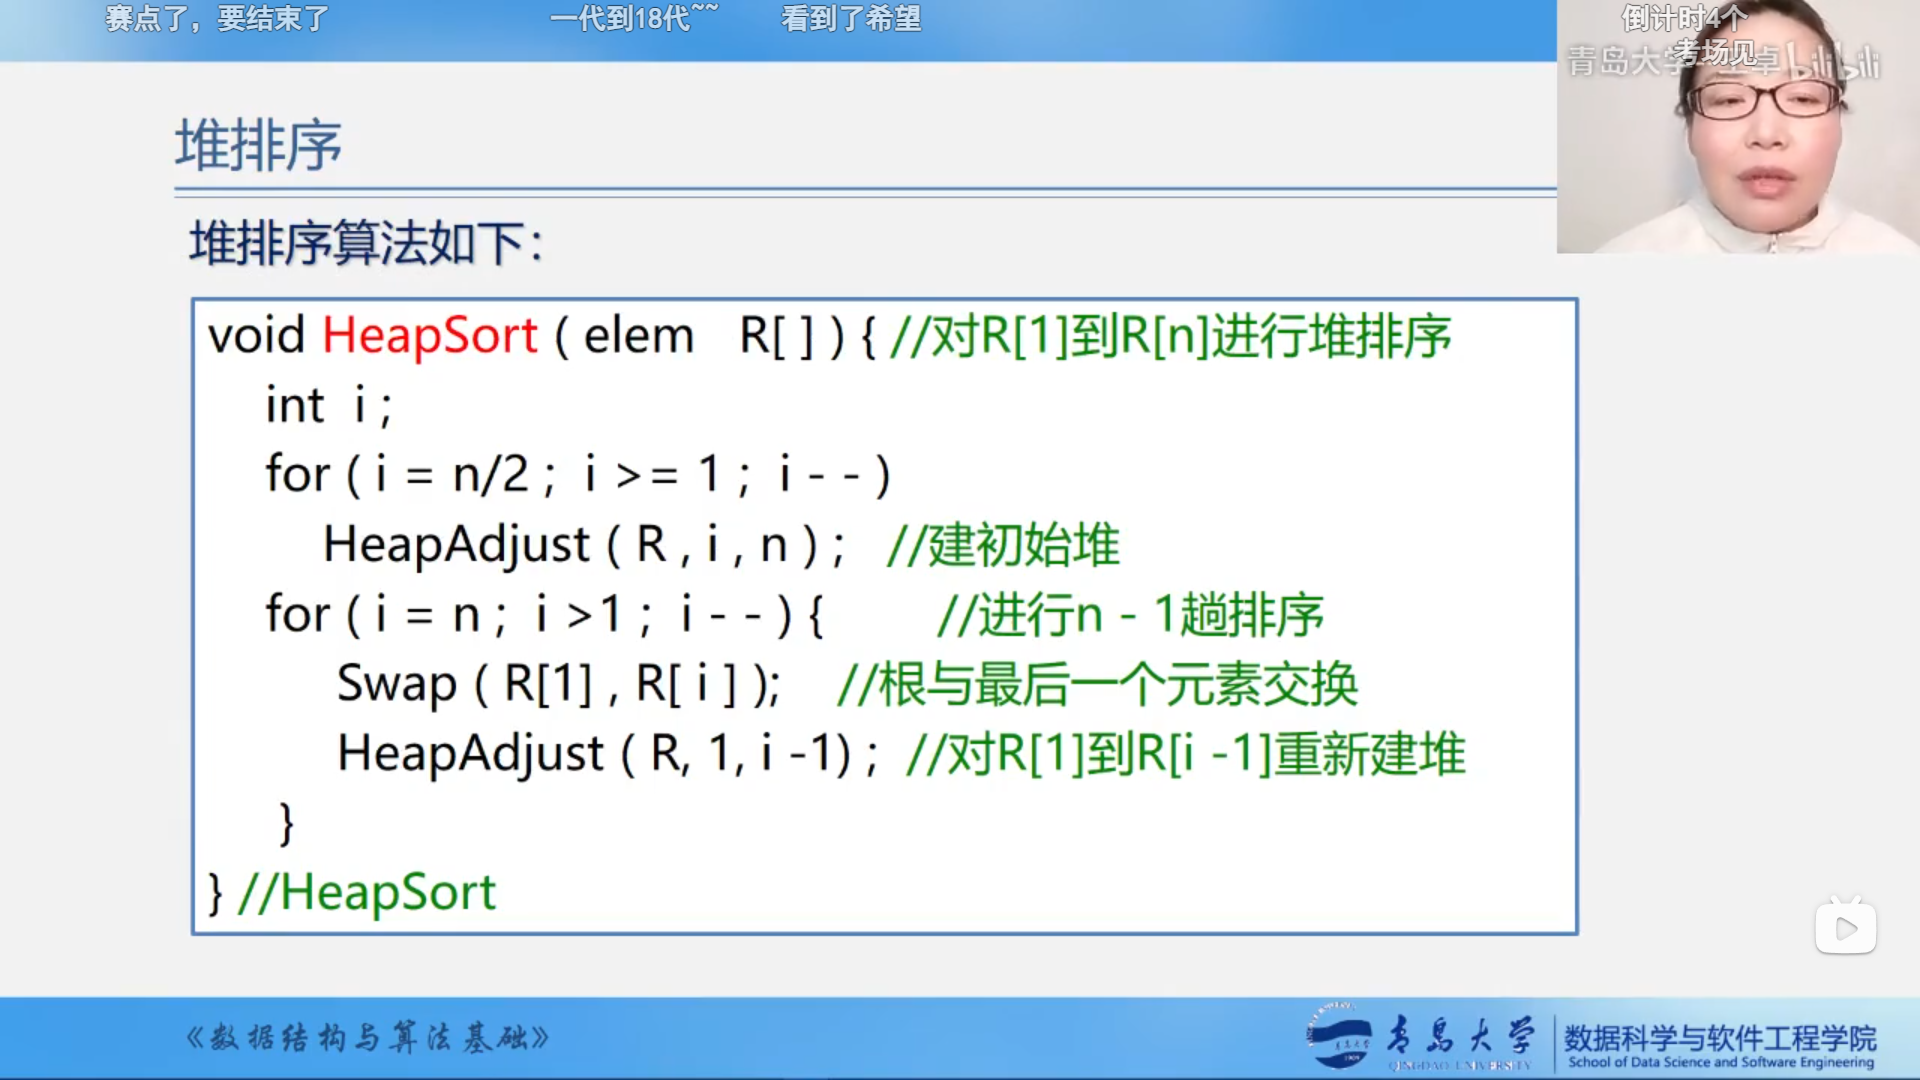 赛点了，要结束了 一代到18代~~ 看到了希望 倒计时4个
考场见
青岛大学 卓 bilibili
堆排序
堆排序算法如下：
void HeapSort ( elem R[ ] ) { //对R[1]到R[n]进行堆排序
int i ;
for ( i = n/2 ; i >= 1 ; i - - )
HeapAdjust ( R , i , n ) ; //建初始堆
for ( i = n ; i >1 ; i - - ) { //进行n - 1趟排序
Swap ( R[1] , R[ i ] ); //根与最后一个元素交换
HeapAdjust ( R, 1, i -1) ; //对R[1]到R[i -1]重新建堆
}
} //HeapSort
《数据结构与算法基础》
青岛大学
QINGDAO UNIVERSITY
数据科学与软件工程学院
School of Data Science and Software Engineering